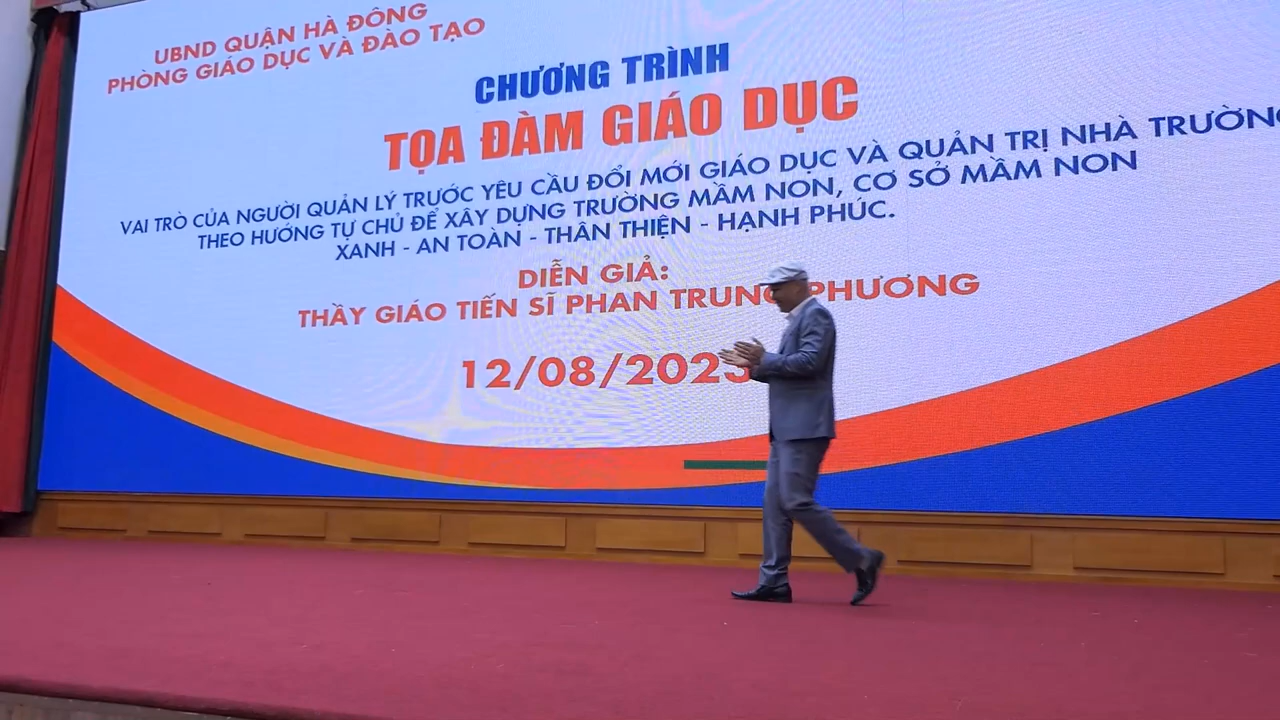 UBND QUẬN HÀ ĐÔNG
PHÒNG GIÁO DỤC VÀ ĐÀO TẠO
CHƯƠNG TRÌNH
TỌA ĐÀM GIÁO DỤC
VAI TRÒ CỦA NGƯỜI QUẢN LÝ TRƯỚC YÊU CẦU ĐỔI MỚI GIÁO DỤC VÀ QUẢN TRỊ NHÀ TRƯỜNG
THEO HƯỚNG TỰ CHỦ ĐỂ XÂY DỰNG TRƯỜNG MẦM NON, CƠ SỞ MẦM NON
XANH - AN TOÀN - THÂN THIỆN - HẠNH PHÚC.
DIỄN GIẢ:
THẦY GIÁO TIẾN SĨ PHAN TRUNG PHƯƠNG
12/08/2023